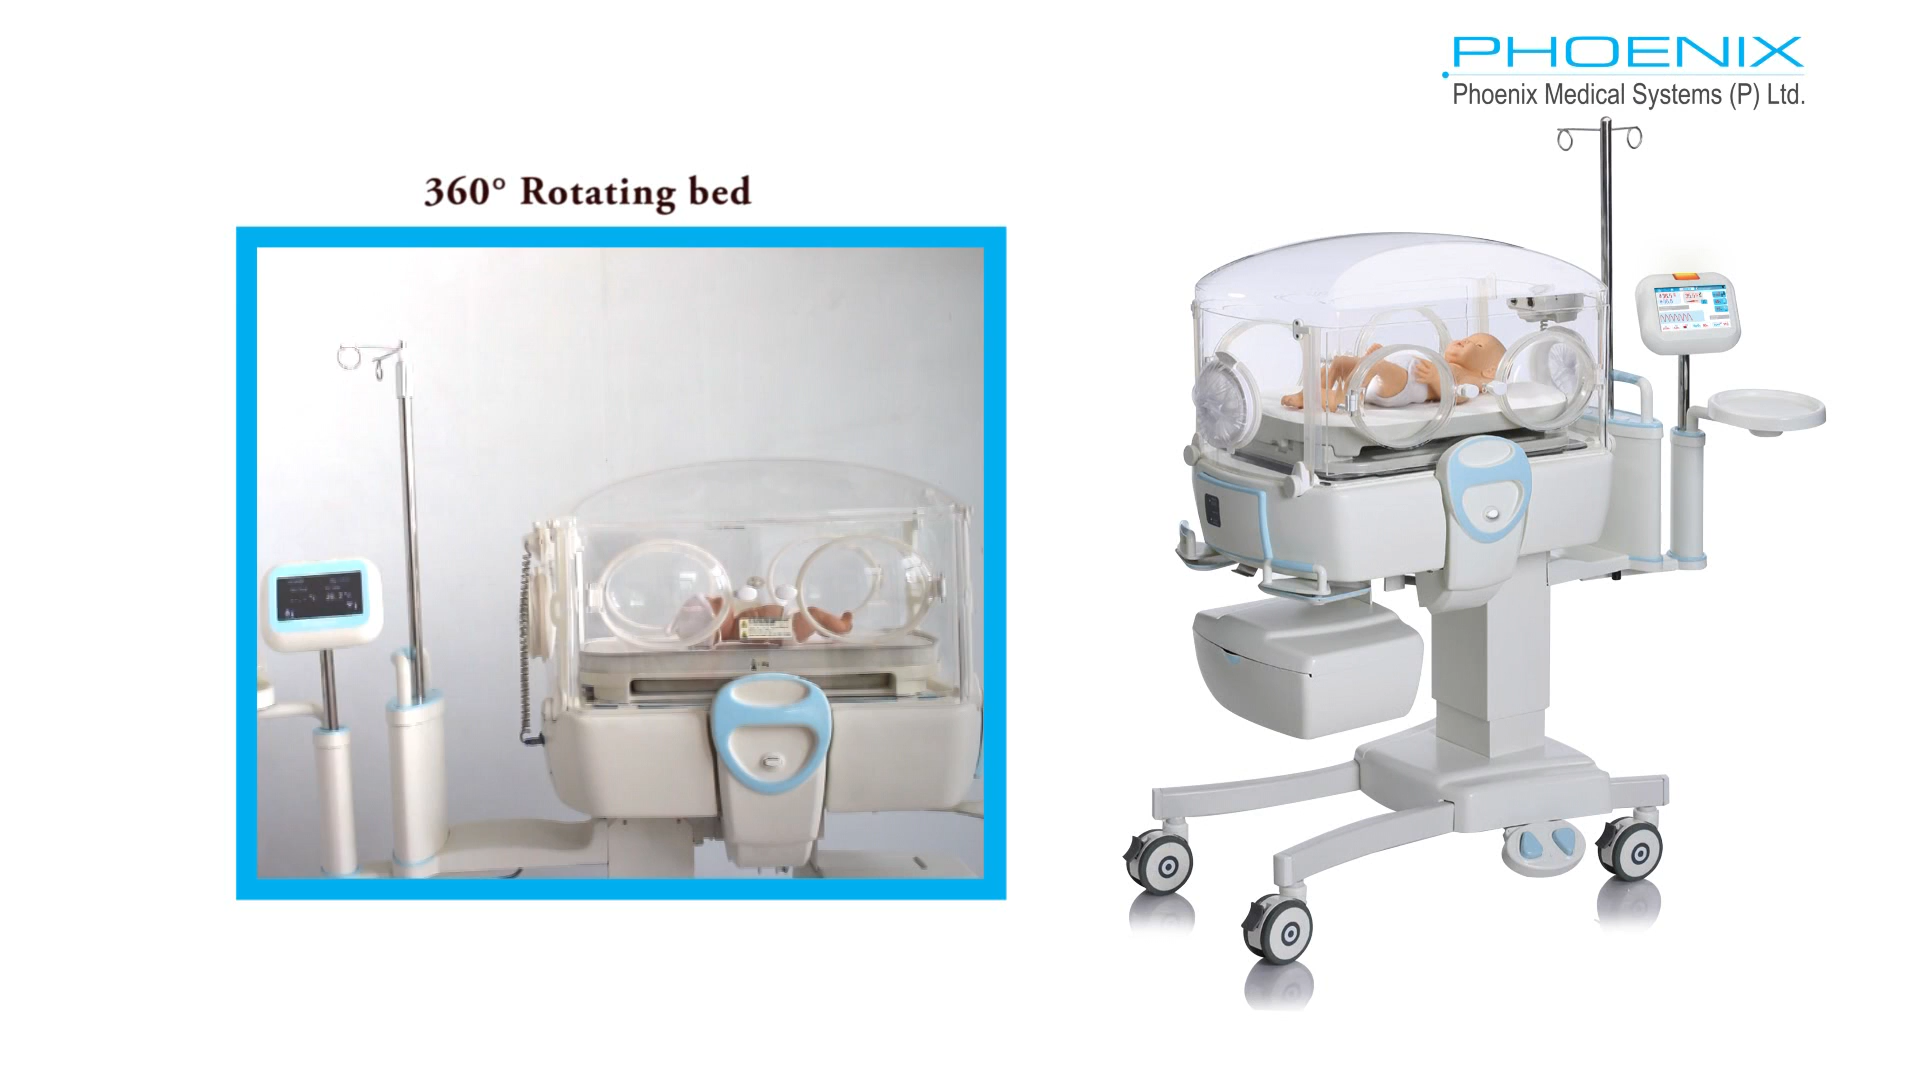 PHOENIX
Phoenix Medical Systems (P) Ltd.
360° Rotating bed